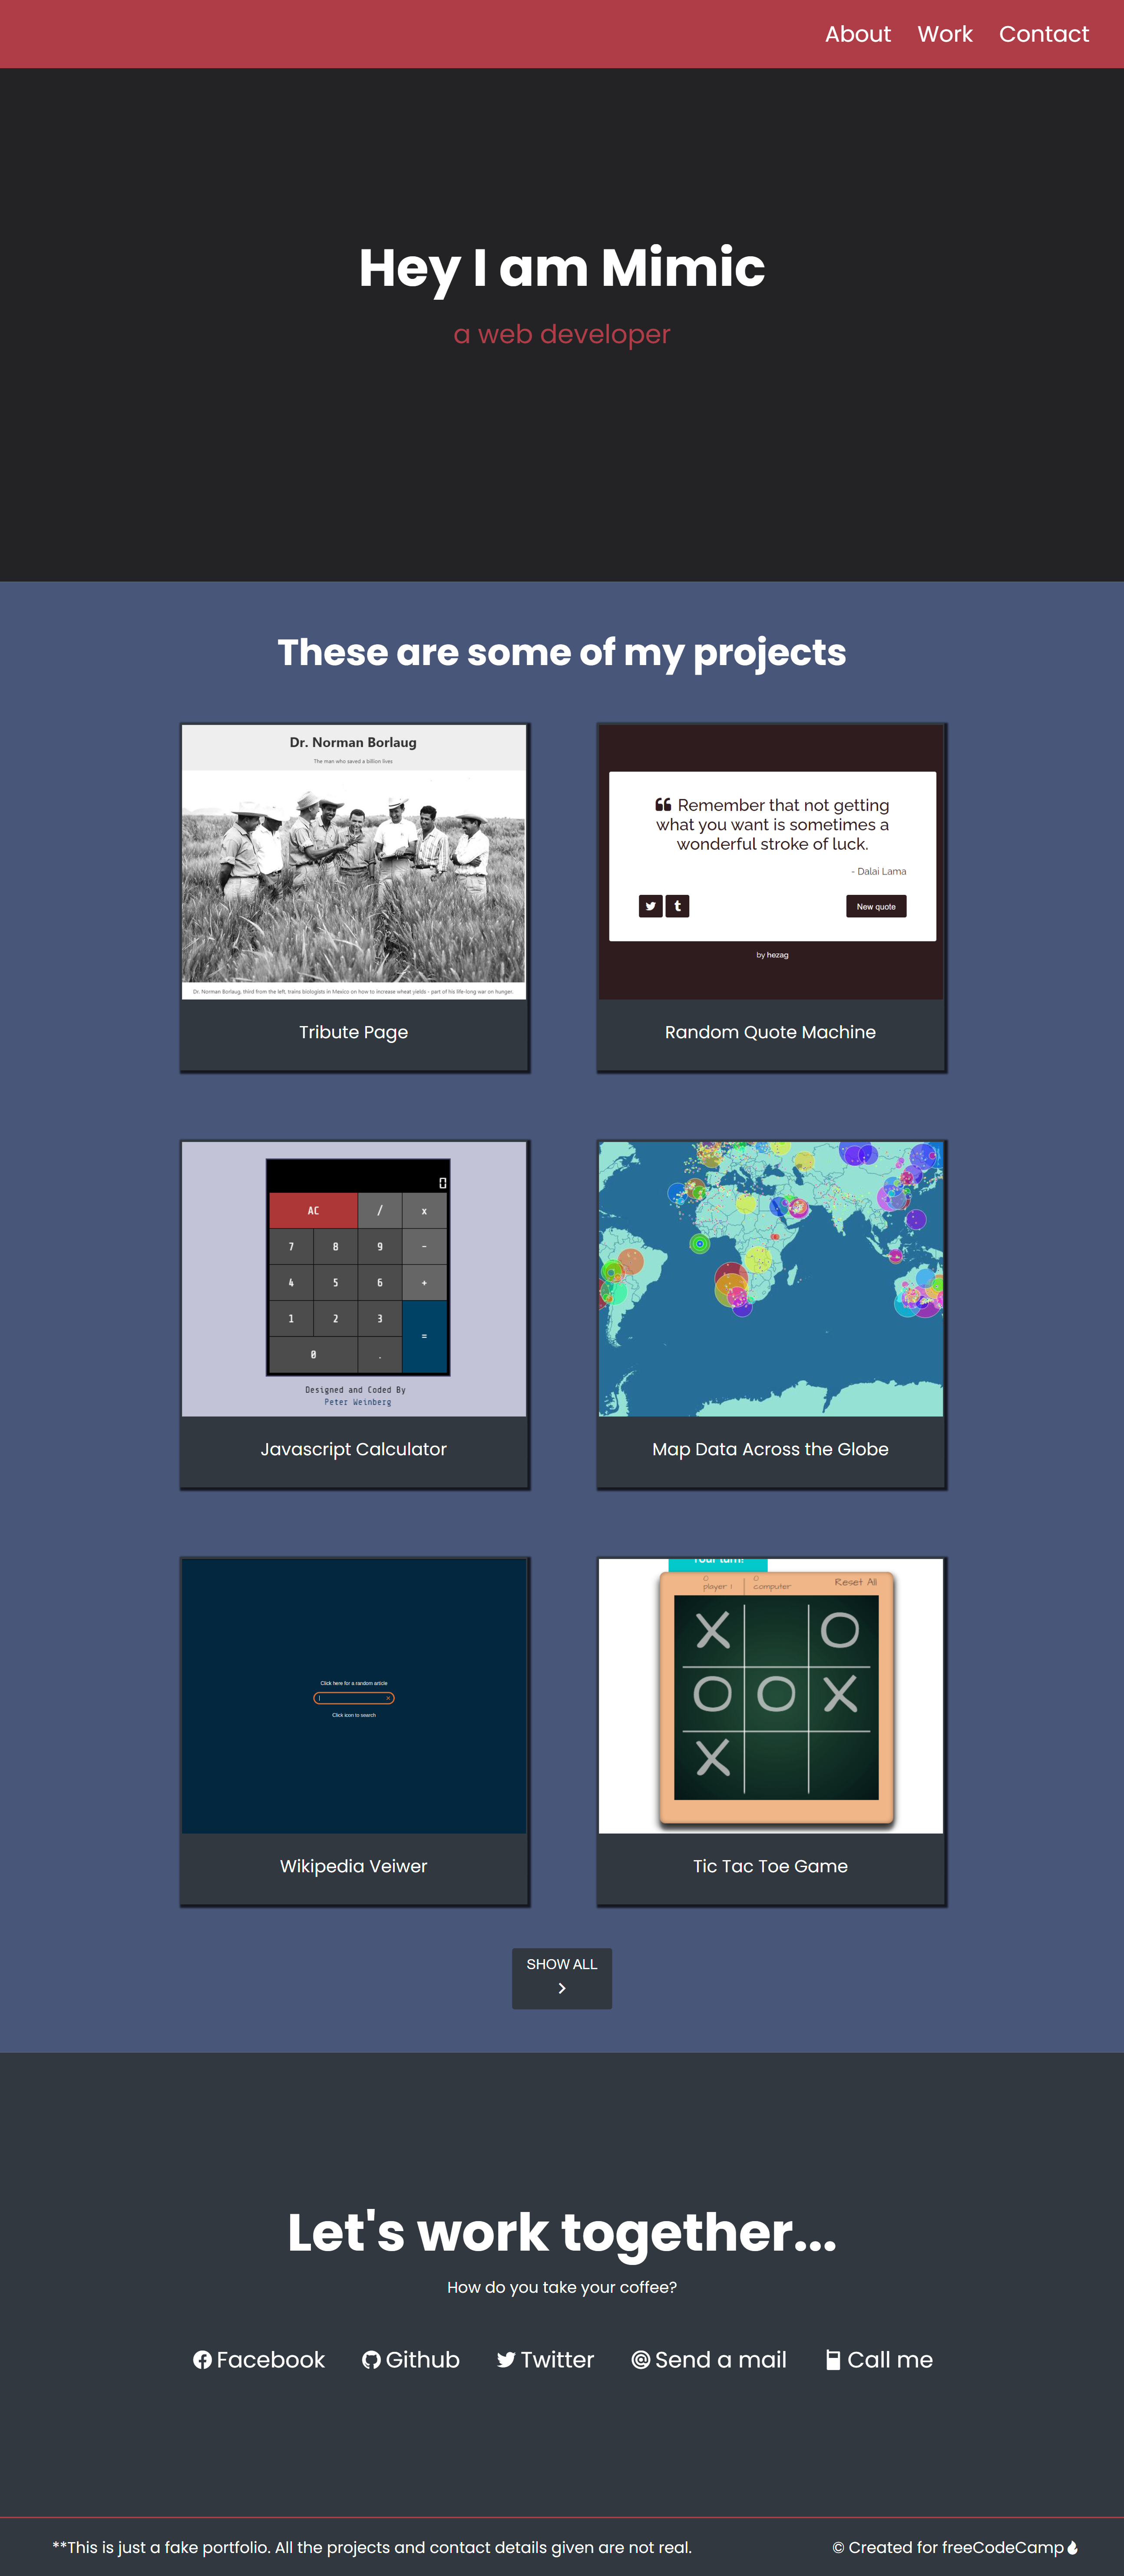 About Work Contact
Hey I am Mimic
a web developer
These are some of my projects
Dr. Norman Borlaug
The man who saved a billion lives
Dr. Norman Borlaug, third from the left, trains biologists in Mexico on how to increase wheat yields - part of his life-long war on hunger.
Tribute Page
Remember that not getting
what you want is sometimes a
wonderful stroke of luck.
- Dalai Lama
New quote
by hezag
Random Quote Machine
0
AC / x
7 8 9 -
4 5 6 +
1 2 3
=
0 .
Designed and Coded By
Peter Weinberg
Javascript Calculator
Map Data Across the Globe
Click here for a random article
Click icon to search
Wikipedia Veiwer
Your turn!
0 0
player 1 computer Reset All
X O
O O X
X
Tic Tac Toe Game
SHOW ALL
Let's work together...
How do you take your coffee?
Facebook Github Twitter Send a mail Call me
**This is just a fake portfolio. All the projects and contact details given are not real.
© Created for freeCodeCamp